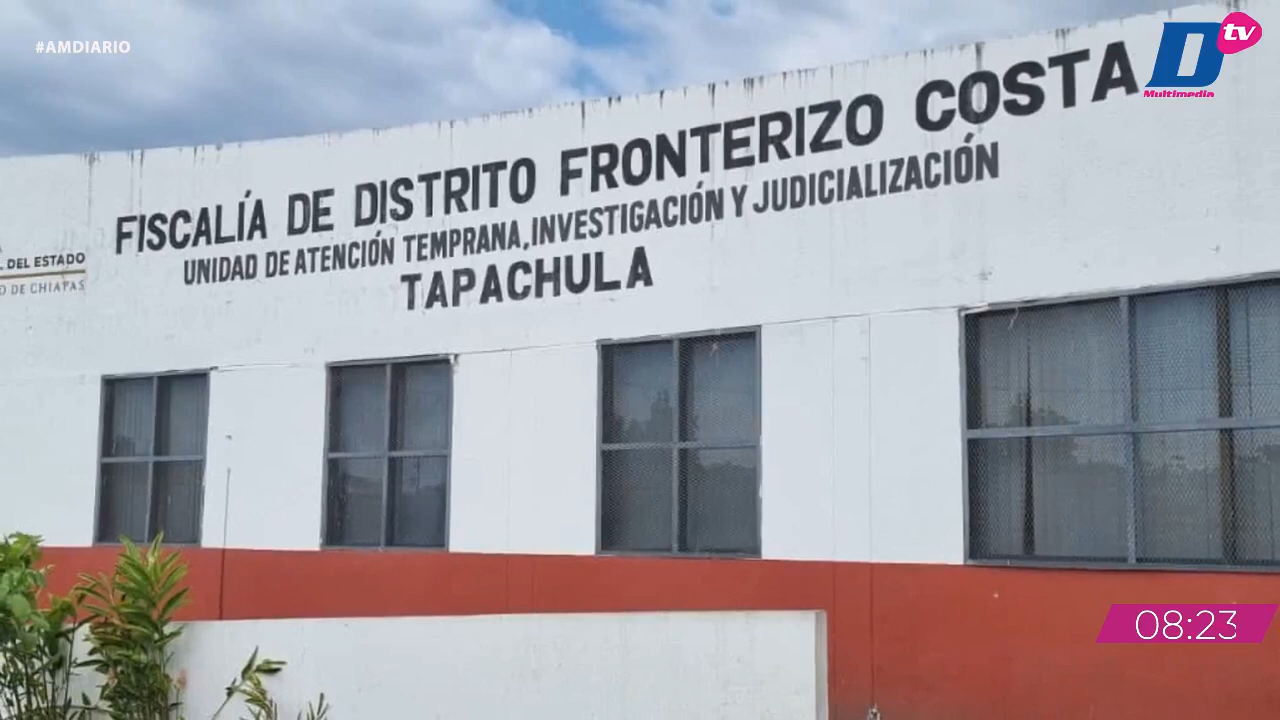 #AMDIARIO
D tv
Multimedia
FISCALÍA DE DISTRITO FRONTERIZO COSTA
UNIDAD DE ATENCIÓN TEMPRANA, INVESTIGACIÓN Y JUDICIALIZACIÓN
TAPACHULA
DEL ESTADO
DE CHIAPAS
08:23